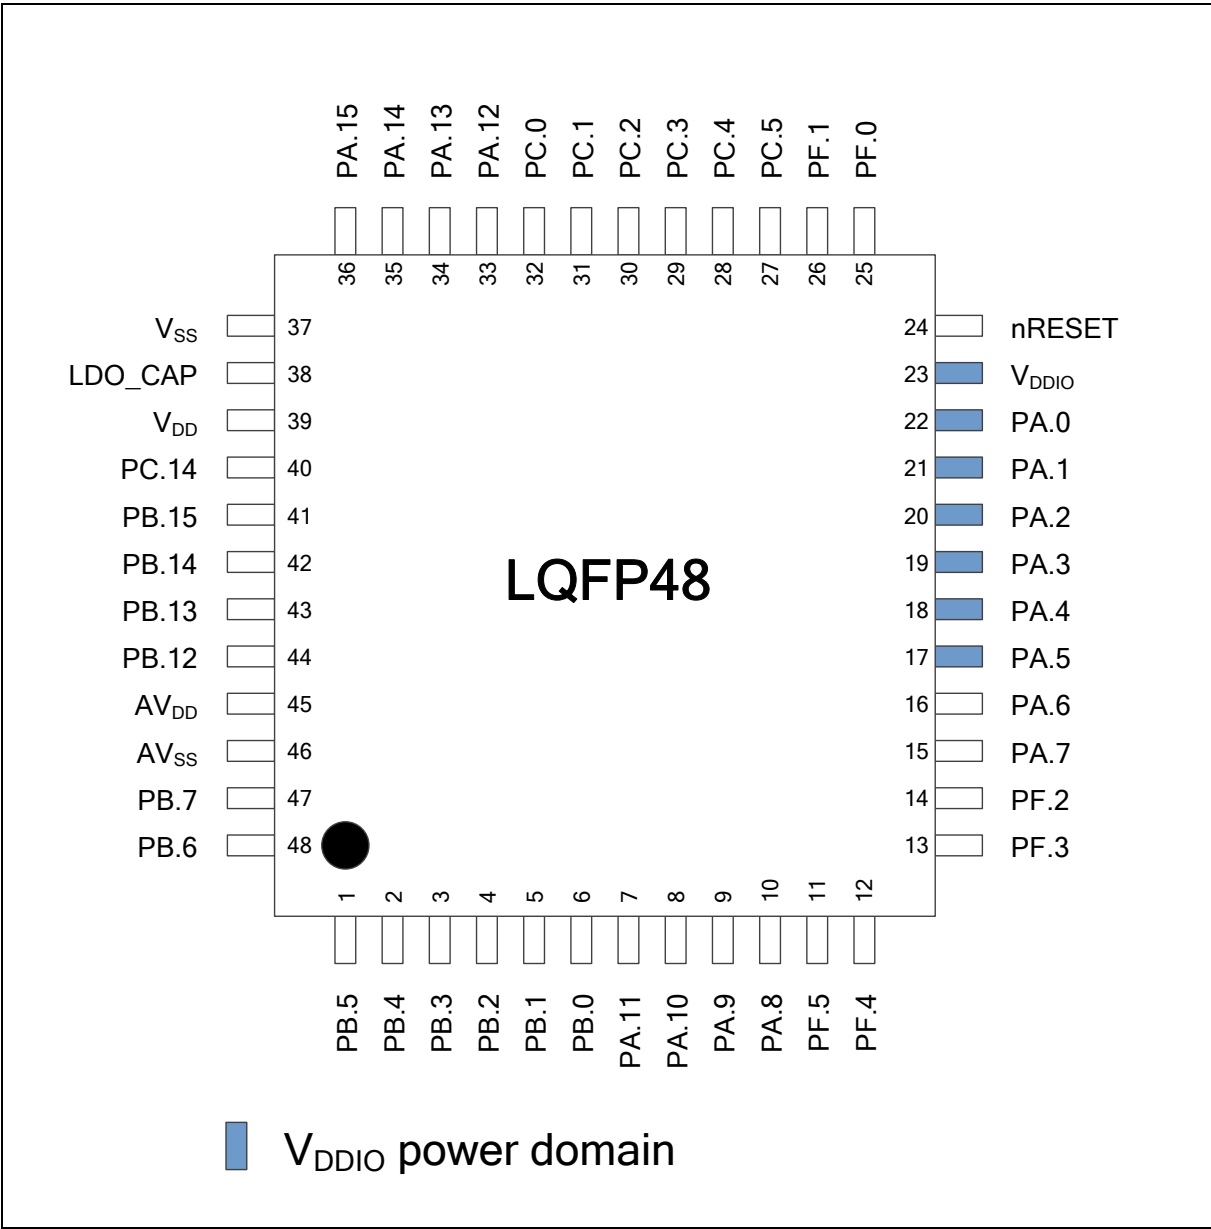 PA.15 PA.14 PA.13 PA.12 PC.0 PC.1 PC.2 PC.3 PC.4 PC.5 PF.1 PF.0
36 35 34 33 32 31 30 29 28 27 26 25
VSS 37 24 nRESET
LDO_CAP 38 23 VDDIO
VDD 39 22 PA.0
PC.14 40 21 PA.1
PB.15 41 20 PA.2
PB.14 42 19 PA.3
LQFP48
PB.13 43 18 PA.4
PB.12 44 17 PA.5
AVDD 45 16 PA.6
AVSS 46 15 PA.7
PB.7 47 14 PF.2
PB.6 48 13 PF.3
1 2 3 4 5 6 7 8 9 10 11 12
PB.5 PB.4 PB.3 PB.2 PB.1 PB.0 PA.11 PA.10 PA.9 PA.8 PF.5 PF.4
VDDIO power domain